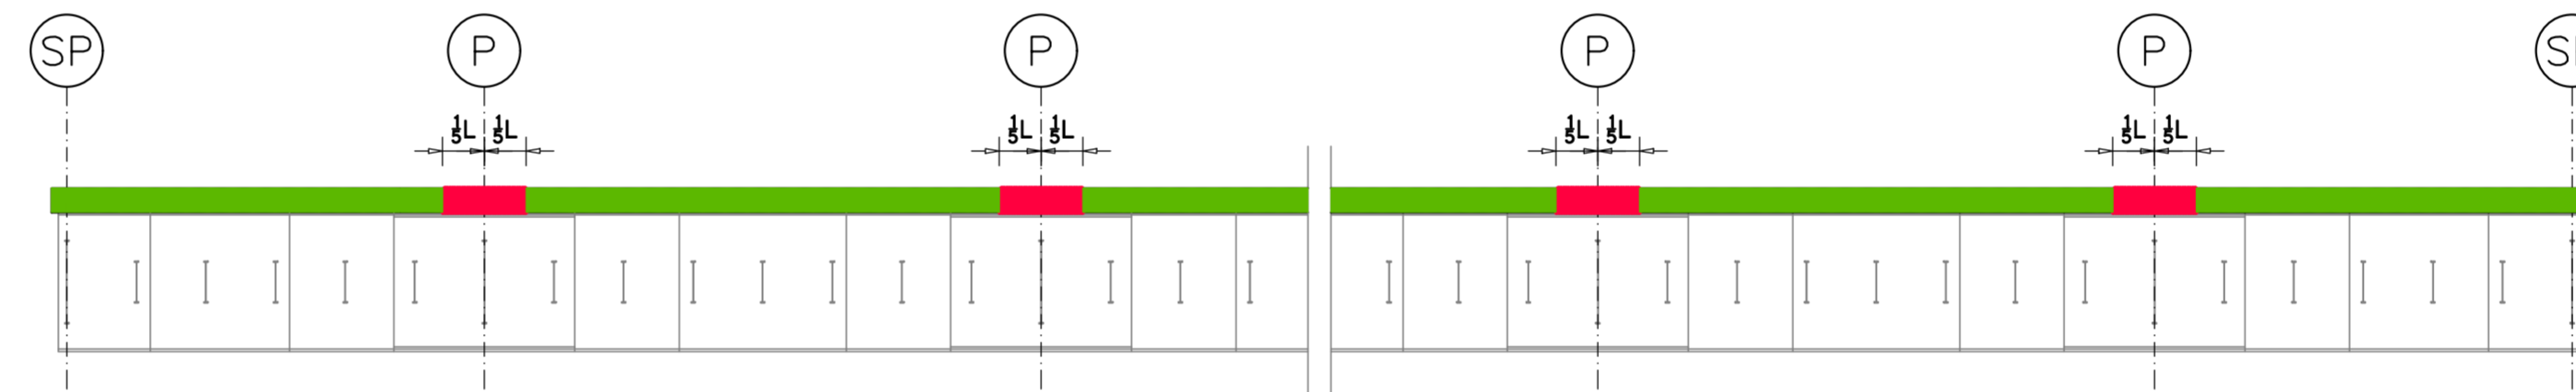 SP P P P P S
1/5L 1/5L 1/5L 1/5L 1/5L 1/5L 1/5L 1/5L